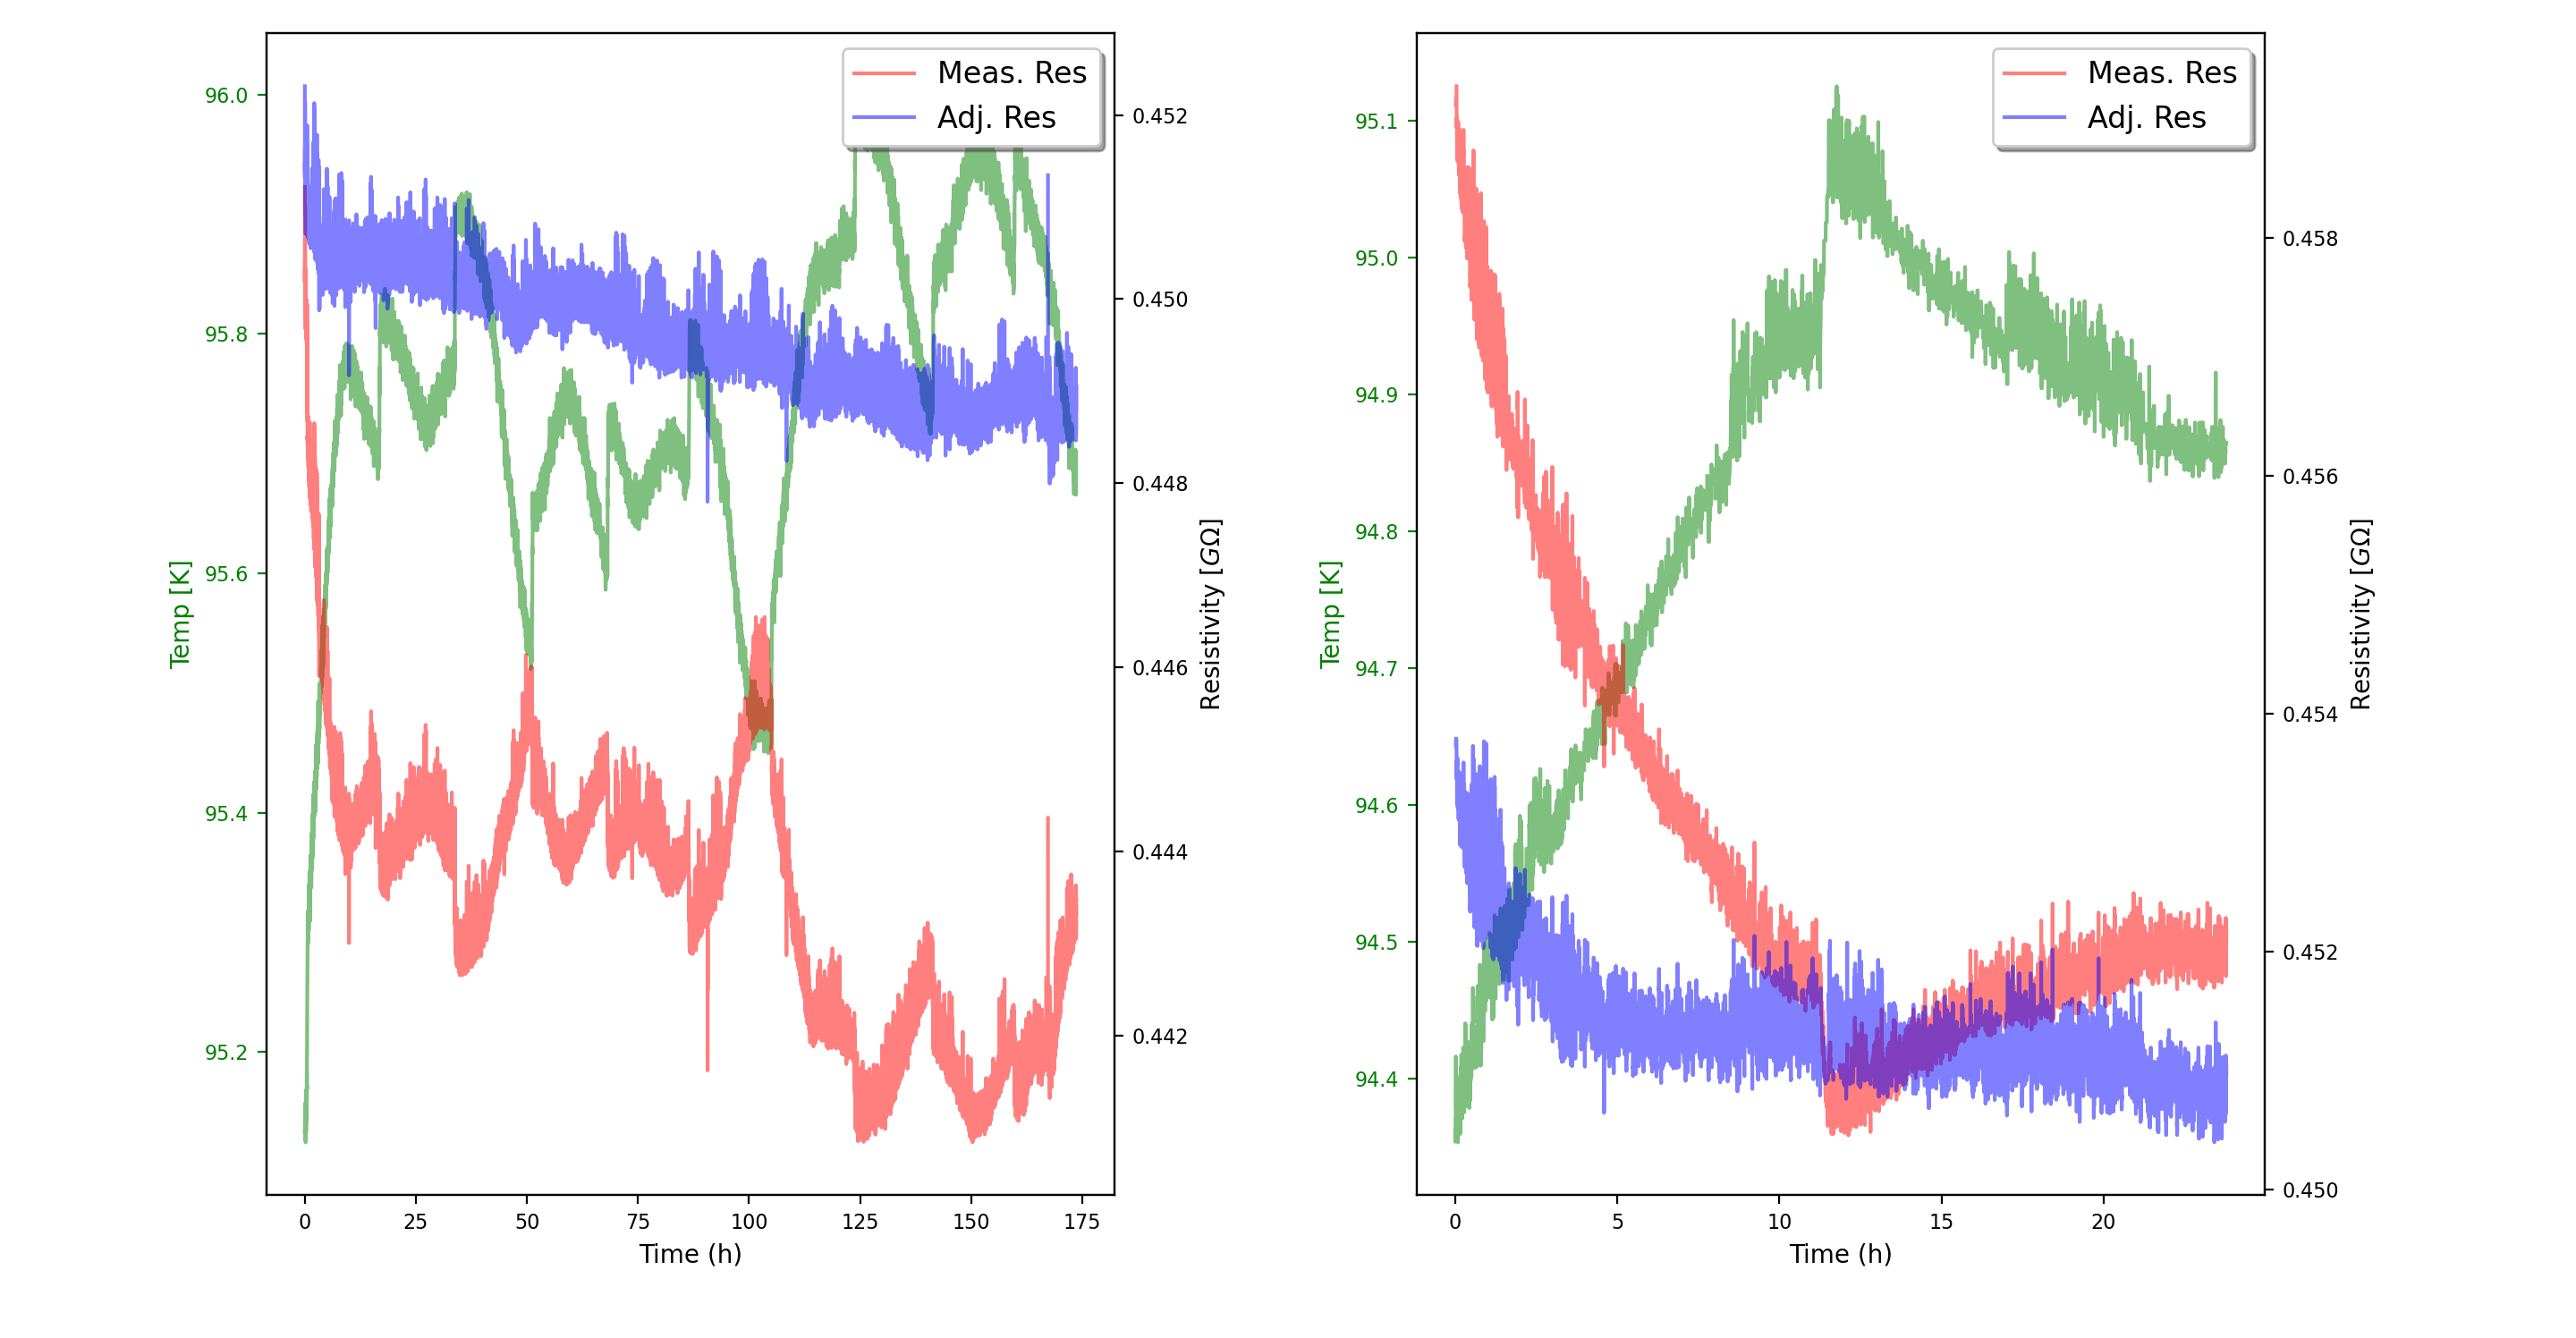 Meas. Res
Adj. Res
96.0
95.8
95.6
95.4
95.2
Temp [K]
0.452
0.450
0.448
0.446
0.444
0.442
Resistivity [GΩ]
0 25 50 75 100 125 150 175
Time (h)
Meas. Res
Adj. Res
95.1
95.0
94.9
94.8
94.7
94.6
94.5
94.4
Temp [K]
0.458
0.456
0.454
0.452
0.450
Resistivity [GΩ]
0 5 10 15 20
Time (h)